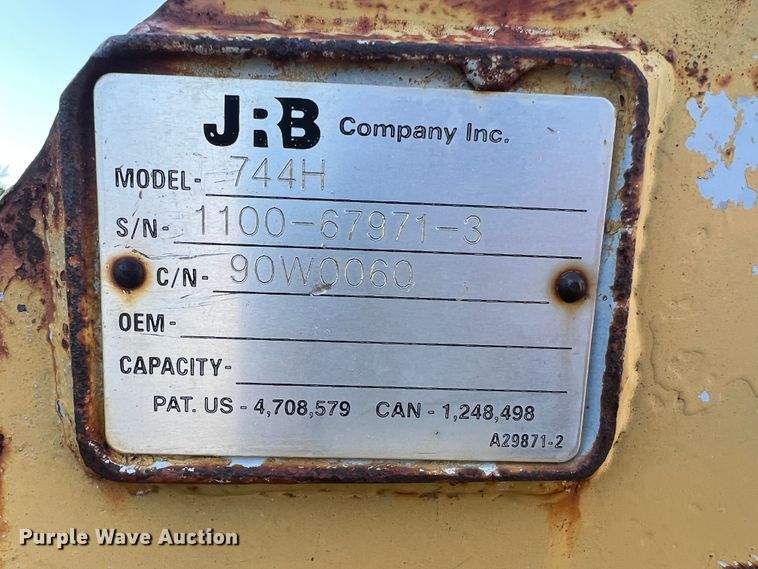 JRB Company Inc.
MODEL- 744H
S/N- 1100-67971-3
C/N- 90W0060
OEM-
CAPACITY-
PAT. US - 4,708,579 CAN - 1,248,498
A29871-2
Purple Wave Auction